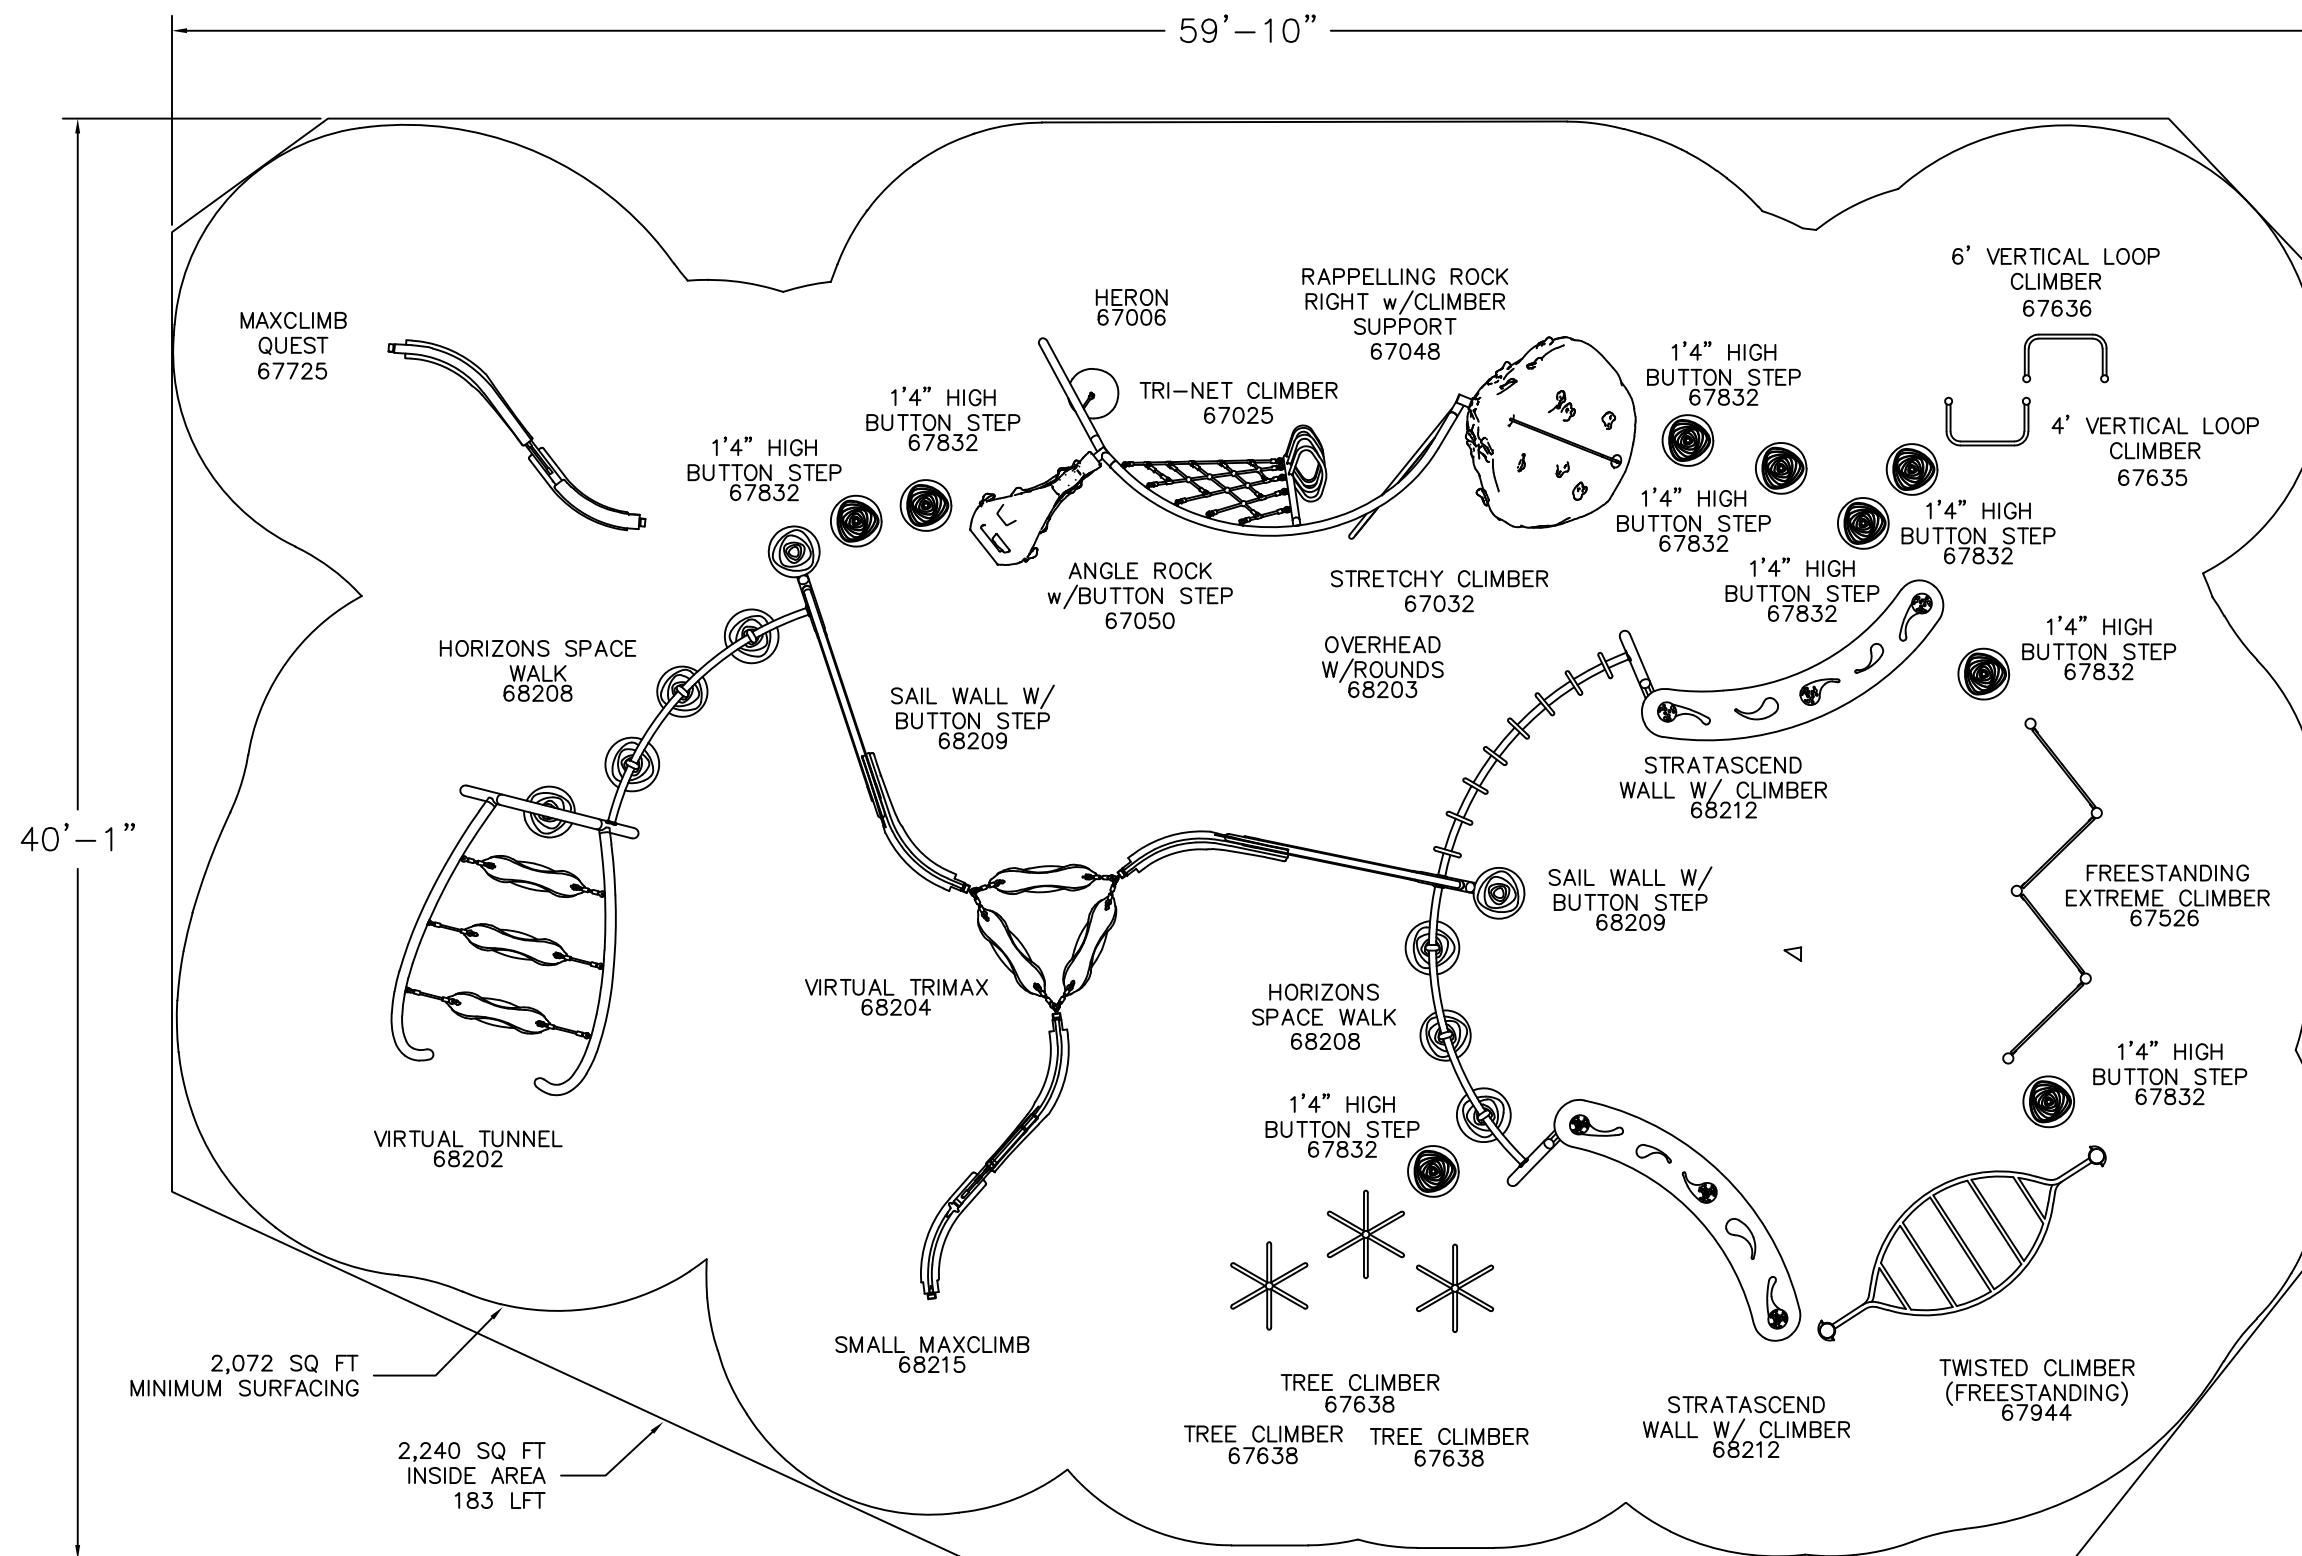 59'-10"
40'-1"
MAXCLIMB
QUEST
67725
HERON
67006
RAPPELLING ROCK
RIGHT w/CLIMBER
SUPPORT
67048
6' VERTICAL LOOP
CLIMBER
67636
1'4" HIGH
BUTTON STEP
67832
TRI-NET CLIMBER
67025
1'4" HIGH
BUTTON STEP
67832
4' VERTICAL LOOP
CLIMBER
67635
1'4" HIGH
BUTTON STEP
67832
1'4" HIGH
BUTTON STEP
67832
1'4" HIGH
BUTTON STEP
67832
ANGLE ROCK
w/BUTTON STEP
67050
STRETCHY CLIMBER
67032
1'4" HIGH
BUTTON STEP
67832
HORIZONS SPACE
WALK
68208
OVERHEAD
W/ROUNDS
68203
1'4" HIGH
BUTTON STEP
67832
SAIL WALL W/
BUTTON STEP
68209
STRATASCEND
WALL W/ CLIMBER
68212
SAIL WALL W/
BUTTON STEP
68209
FREESTANDING
EXTREME CLIMBER
67526
VIRTUAL TRIMAX
68204
HORIZONS
SPACE WALK
68208
1'4" HIGH
BUTTON STEP
67832
1'4" HIGH
BUTTON STEP
67832
VIRTUAL TUNNEL
68202
SMALL MAXCLIMB
68215
2,072 SQ FT
MINIMUM SURFACING
TREE CLIMBER
67638
TREE CLIMBER
67638
TREE CLIMBER
67638
STRATASCEND
WALL W/ CLIMBER
68212
TWISTED CLIMBER
(FREESTANDING)
67944
2,240 SQ FT
INSIDE AREA
183 LFT